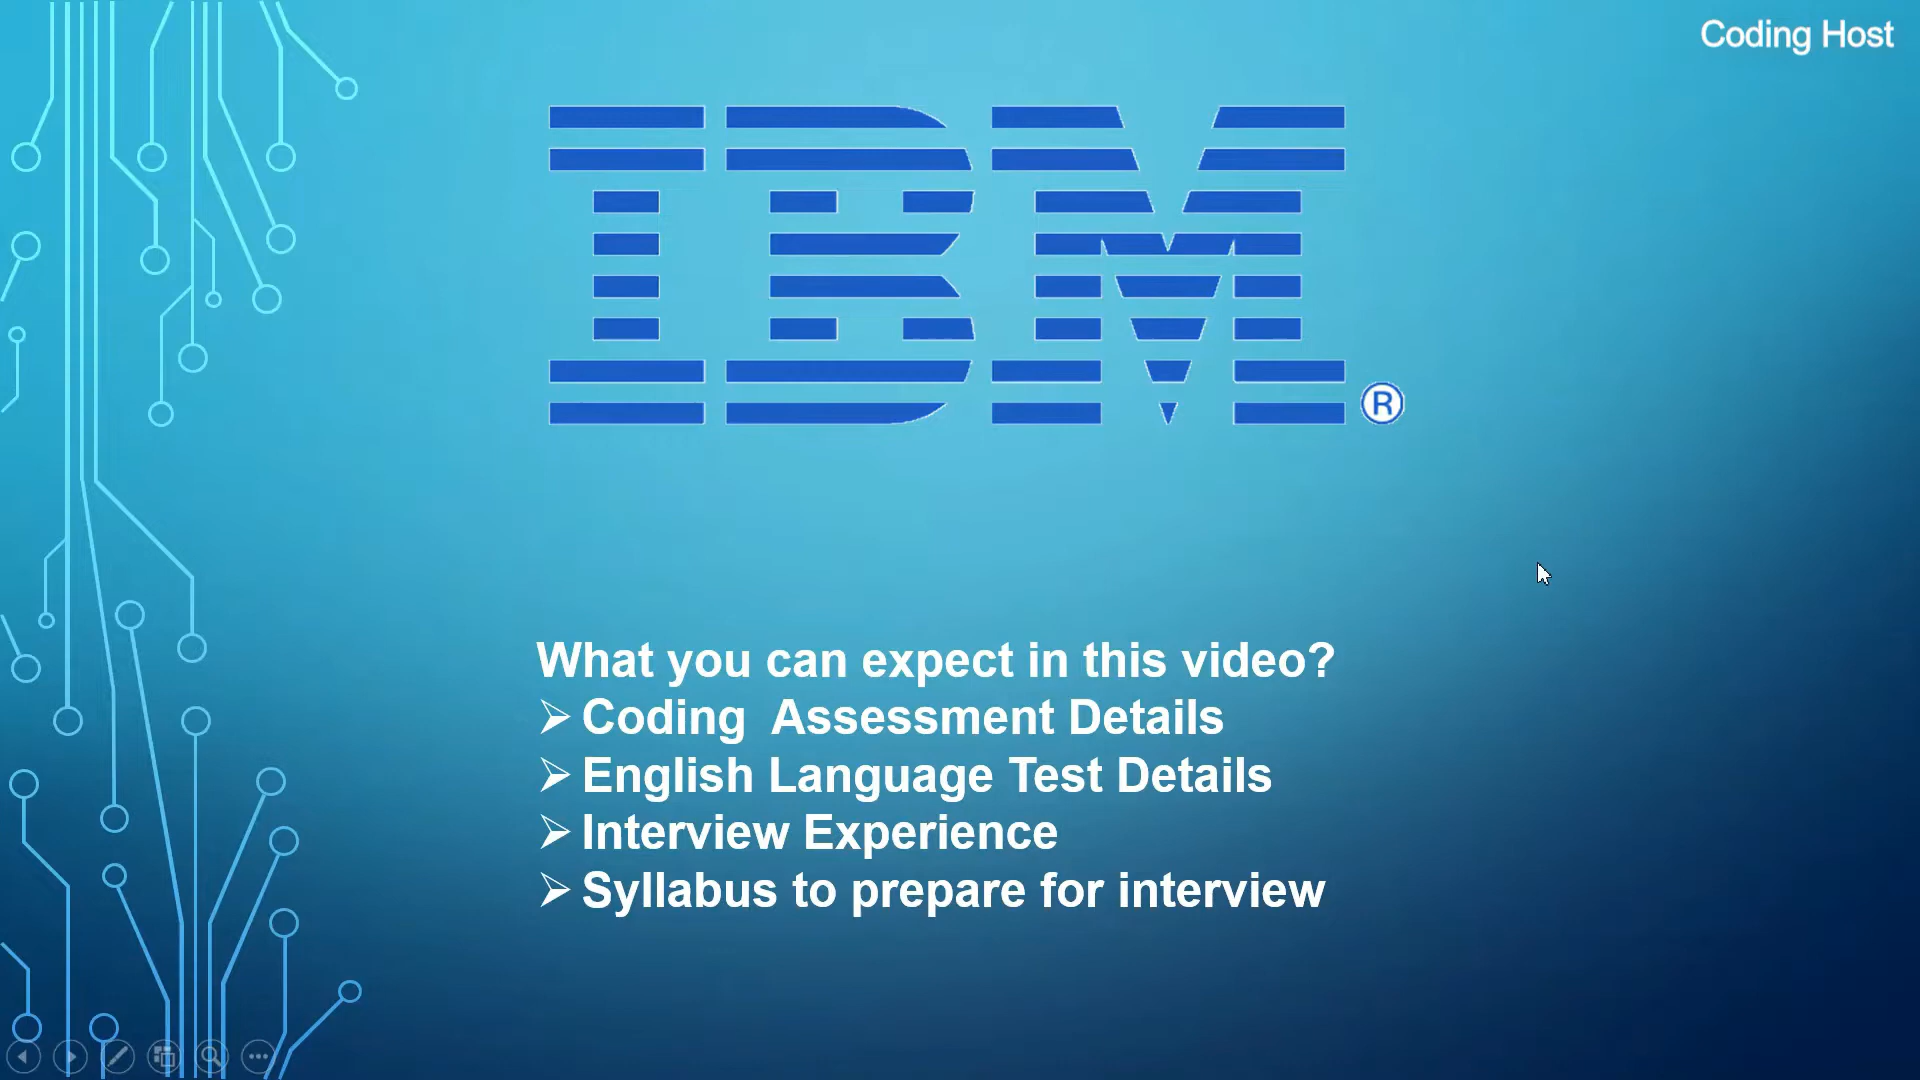 Coding Host
IBM®
What you can expect in this video?
➢ Coding  Assessment Details
➢ English Language Test Details
➢ Interview Experience
➢ Syllabus to prepare for interview